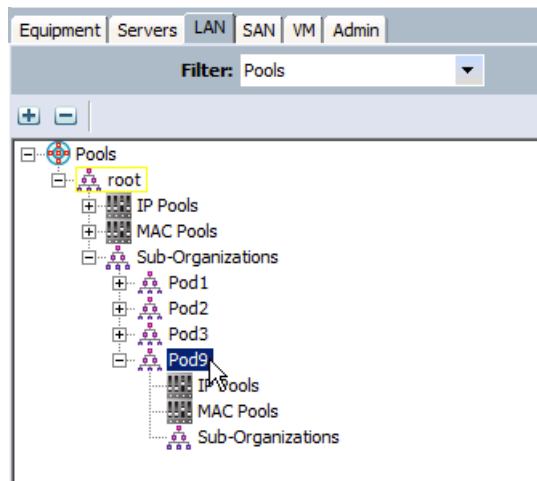 Equipment Servers LAN SAN VM Admin
Filter: Pools
Pools
root
IP Pools
MAC Pools
Sub-Organizations
Pod1
Pod2
Pod3
Pod9
IP Pools
MAC Pools
Sub-Organizations